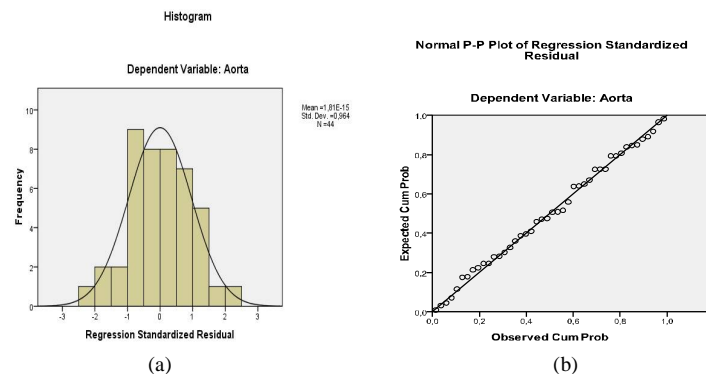 Histogram
Dependent Variable: Aorta
Mean =1,81E-15
Std. Dev. =0,964
N =44
Frequency
10
8
6
4
2
0
-3 -2 -1 0 1 2 3
Regression Standardized Residual
(a)
Normal P-P Plot of Regression Standardized
Residual
Dependent Variable: Aorta
Expected Cum Prob
1,0
0,8
0,6
0,4
0,2
0,0
0,0 0,2 0,4 0,6 0,8 1,0
Observed Cum Prob
(b)